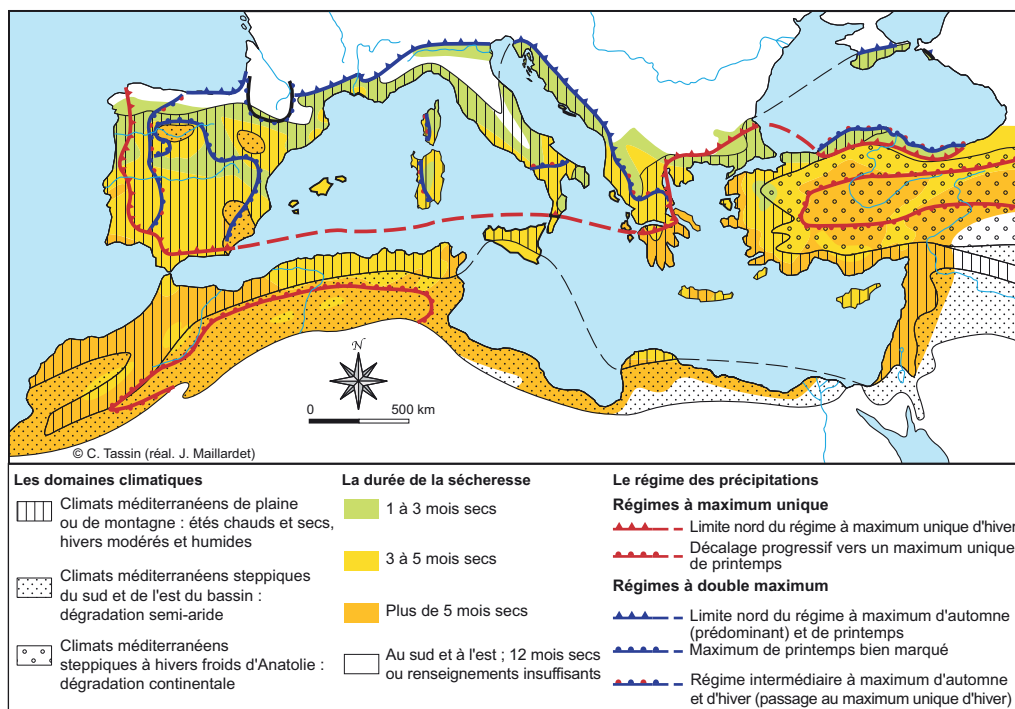 N
0 500 km
© C. Tassin (réal. J. Maillardet)
Les domaines climatiques
Climats méditerranéens de plaine
ou de montagne : étés chauds et secs,
hivers modérés et humides
Climats méditerranéens steppiques
du sud et de l'est du bassin :
dégradation semi-aride
Climats méditerranéens
steppiques à hivers froids d'Anatolie :
dégradation continentale
La durée de la sécheresse
1 à 3 mois secs
3 à 5 mois secs
Plus de 5 mois secs
Au sud et à l'est ; 12 mois secs
ou renseignements insuffisants
Le régime des précipitations
Régimes à maximum unique
Limite nord du régime à maximum unique d'hiver
Décalage progressif vers un maximum unique
de printemps
Régimes à double maximum
Limite nord du régime à maximum d'automne
(prédominant) et de printemps
Maximum de printemps bien marqué
Régime intermédiaire à maximum d'automne
et d'hiver (passage au maximum unique d'hiver)